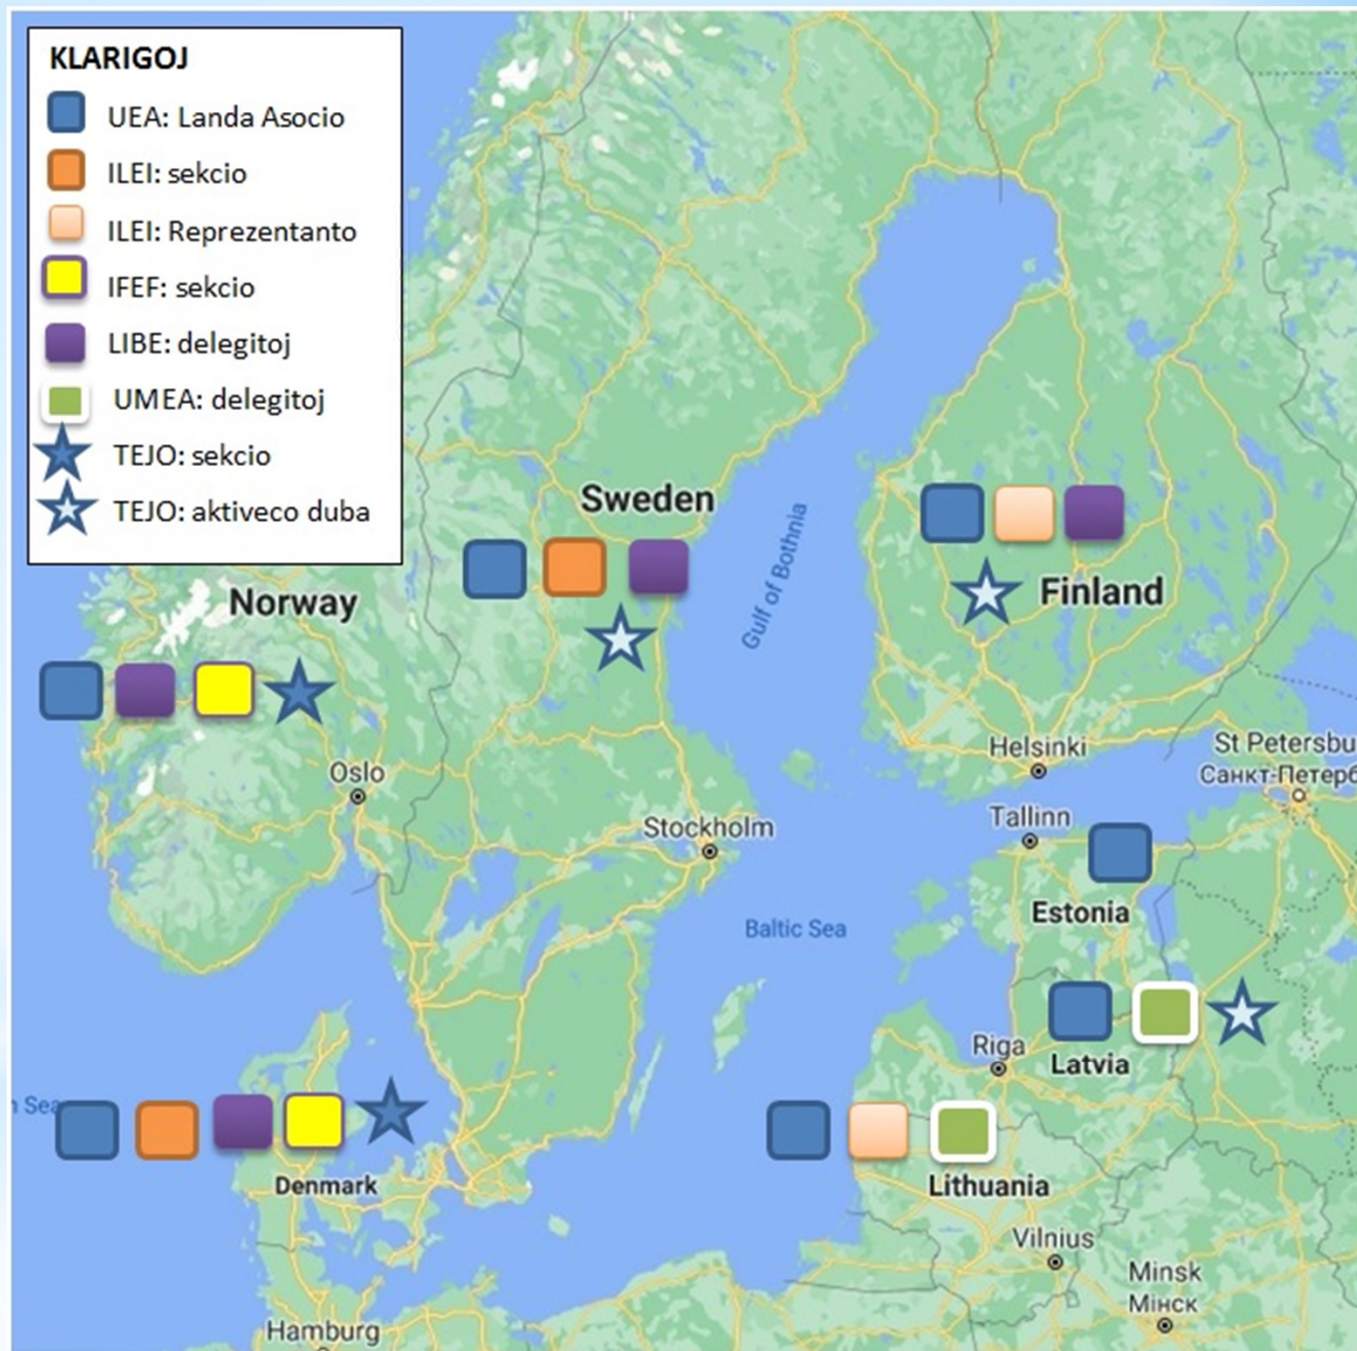 KLARIGOJ
UEA: Landa Asocio
ILEI: sekcio
ILEI: Reprezentanto
IFEF: sekcio
LIBE: delegitoj
UMEA: delegitoj
TEJO: sekcio
TEJO: aktiveco duba
Sweden
Gulf of Bothnia
Finland
Norway
Helsinki
St Petersbu
Санкт-Петерб
Oslo
Tallinn
Stockholm
Estonia
Baltic Sea
Riga
Latvia
n Sea
Denmark
Lithuania
Vilnius
Minsk
Мінск
Hamburg